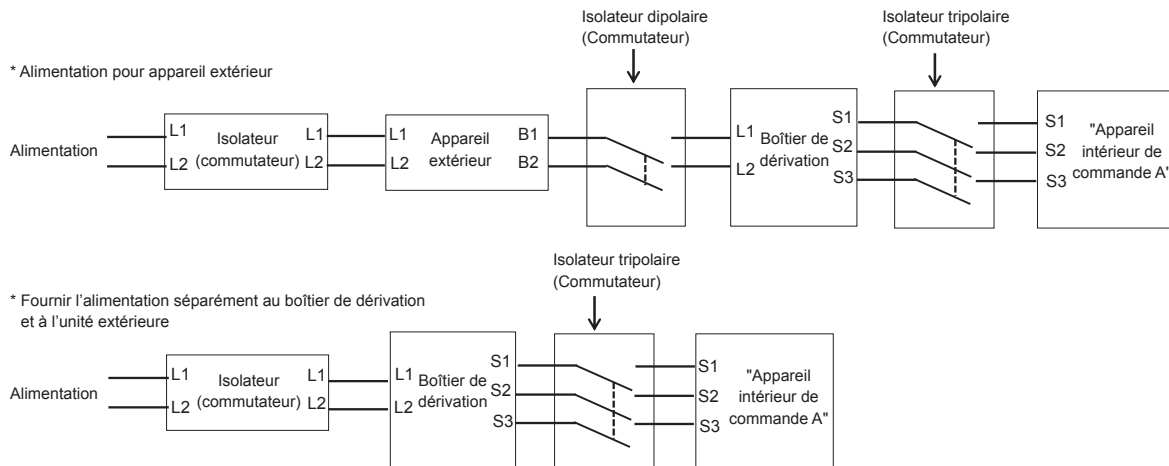 Isolateur dipolaire
(Commutateur)
Isolateur tripolaire
(Commutateur)
* Alimentation pour appareil extérieur
Alimentation
L1
L2
Isolateur
(commutateur)
L1
L2
L1
L2
Appareil
extérieur
B1
B2
L1
L2
Boîtier de
dérivation
S1
S2
S3
S1
S2
S3
"Appareil
intérieur de
commande A"
Isolateur tripolaire
(Commutateur)
* Fournir l’alimentation séparément au boîtier de dérivation
et à l’unité extérieure
Alimentation
L1
L2
Isolateur
(commutateur)
L1
L2
L1
L2
Boîtier de
dérivation
S1
S2
S3
S1
S2
S3
"Appareil
intérieur de
commande A"